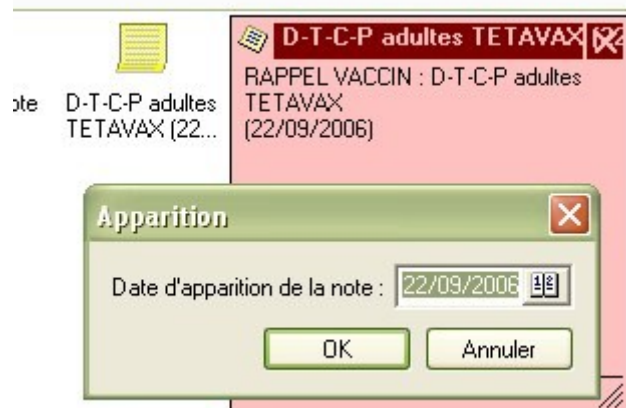 D-T-C-P adultes TETAVAX
RAPPEL VACCIN : D-T-C-P adultes
TETAVAX
(22/09/2006)
ote
D-T-C-P adultes
TETAVAX (22...
Apparition
Date d'apparition de la note : 22/09/2006
OK
Annuler